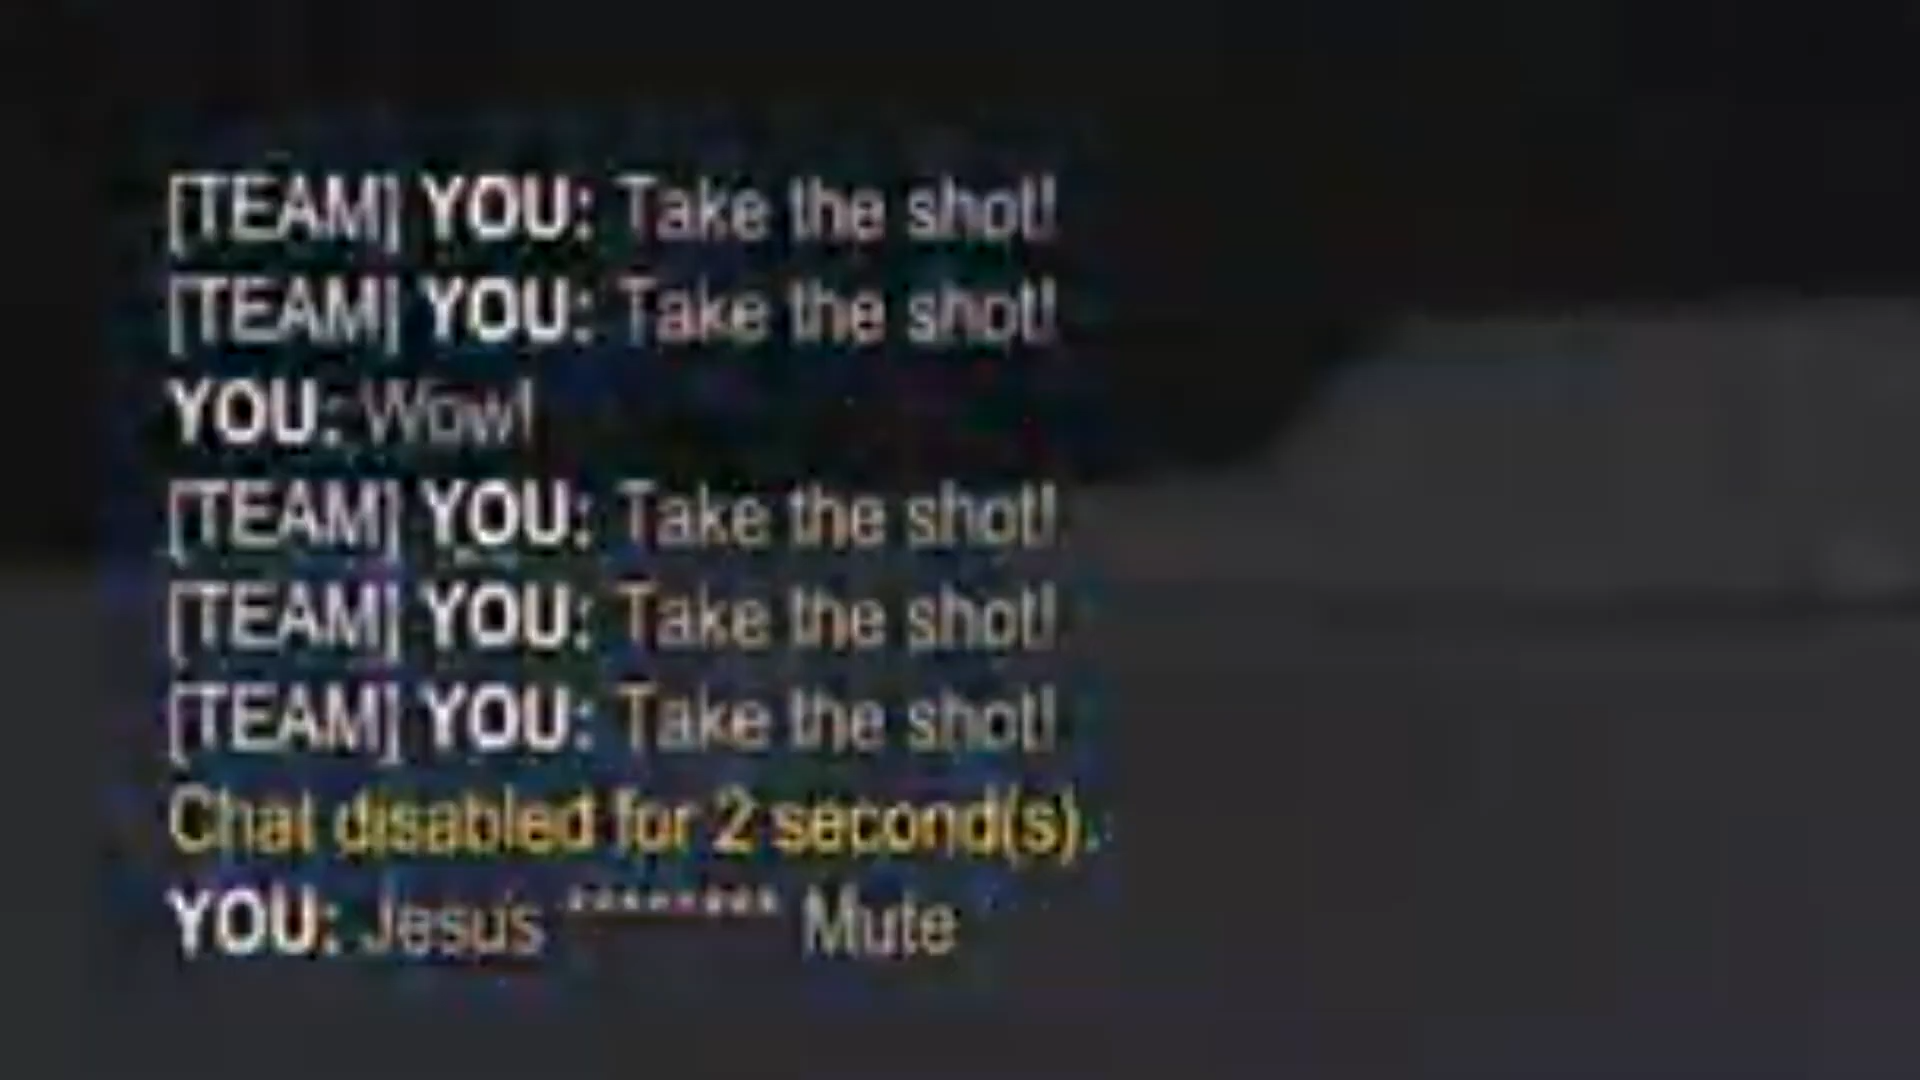 [TEAM] YOU: Take the shot!
[TEAM] YOU: Take the shot!
YOU: Wow!
[TEAM] YOU: Take the shot!
[TEAM] YOU: Take the shot!
[TEAM] YOU: Take the shot!
Chat disabled for 2 second(s).
YOU: Jesus ********* Mute